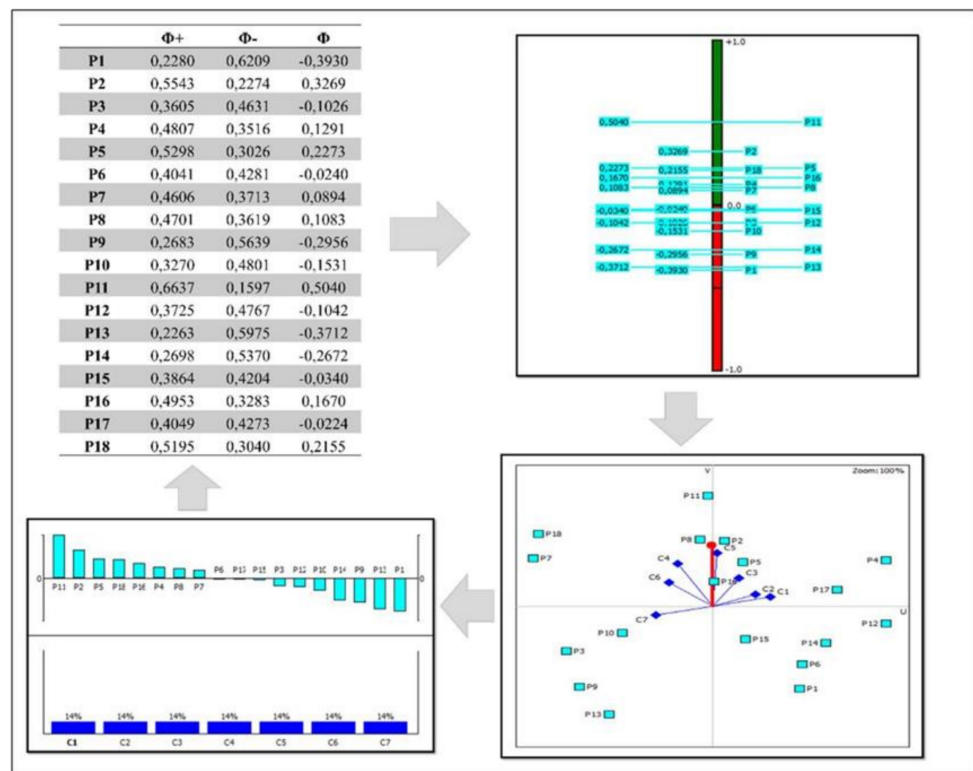 Φ+ Φ- Φ
P1 0,2280 0,6209 -0,3930
P2 0,5543 0,2274 0,3269
P3 0,3605 0,4631 -0,1026
P4 0,4807 0,3516 0,1291
P5 0,5298 0,3026 0,2273
P6 0,4041 0,4281 -0,0240
P7 0,4606 0,3713 0,0894
P8 0,4701 0,3619 0,1083
P9 0,2683 0,5639 -0,2956
P10 0,3270 0,4801 -0,1531
P11 0,6637 0,1597 0,5040
P12 0,3725 0,4767 -0,1042
P13 0,2263 0,5975 -0,3712
P14 0,2698 0,5370 -0,2672
P15 0,3864 0,4204 -0,0340
P16 0,4953 0,3283 0,1670
P17 0,4049 0,4273 -0,0224
P18 0,5195 0,3040 0,2155
+1.0
0,5040 P11
0,3269 P2
0,2273 P5
0,2155 P18
0,1670 P16
0,1083 P8
0,0894 P7
0.0
-0,0340 P15
-0,1042 P12
-0,1531 P10
-0,2672 P14
-0,2956 P9
-0,3712 P13
-0,3930 P1
-1.0
V Zoom: 100%
P11
P18 P8 P2
C5
P7 C4 P5 P4
C6 C3
C2 C1 P17
U
C7 P12
P10 P15 P14
P3 P6
P9 P1
P13
0 0
P11 P2 P5 P18 P16 P4 P8 P7 P6 P17 P15 P3 P12 P10 P14 P9 P13 P1
14% 14% 14% 14% 14% 14% 14%
C1 C2 C3 C4 C5 C6 C7